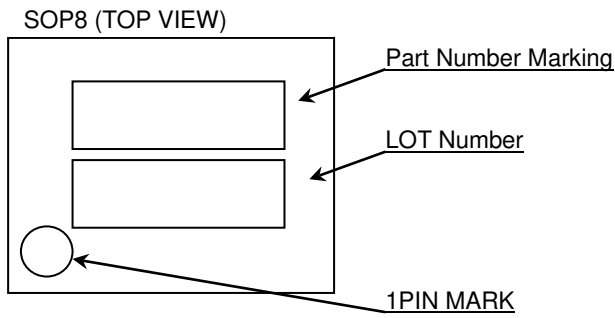 SOP8 (TOP VIEW)
Part Number Marking
LOT Number
1PIN MARK